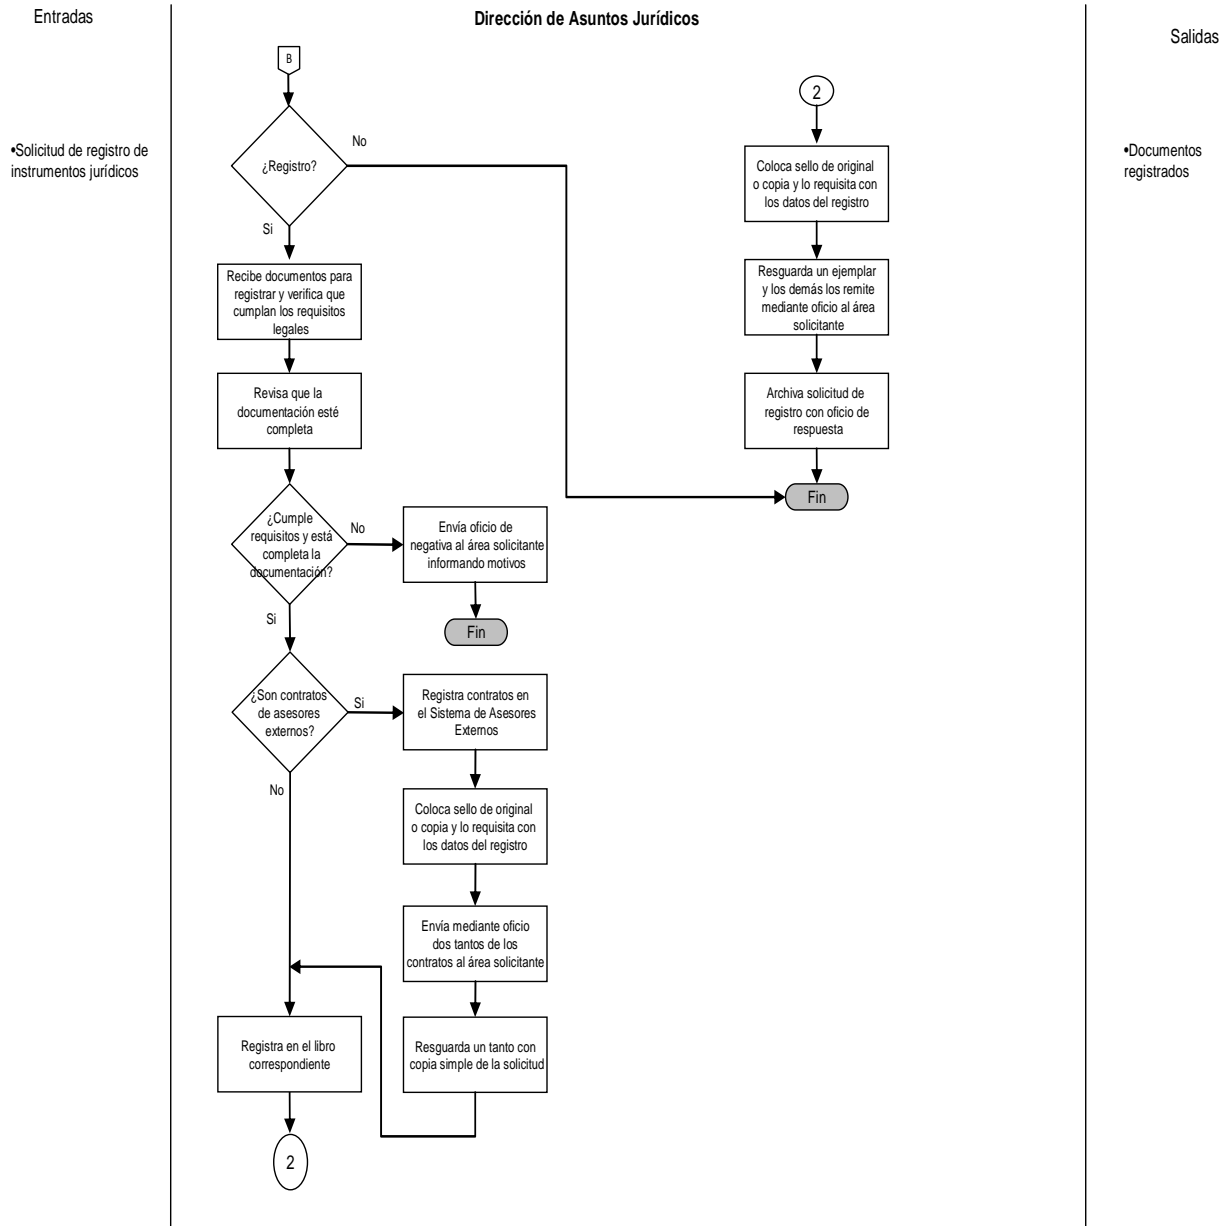 Entradas
Dirección de Asuntos Jurídicos
Salidas
•Solicitud de registro de
instrumentos jurídicos
B
¿Registro?
No
Si
Recibe documentos para
registrar y verifica que
cumplan los requisitos
legales
Revisa que la
documentación esté
completa
¿Cumple
requisitos y está
completa la
documentación?
No
Envía oficio de
negativa al área solicitante
informando motivos
Fin
Si
¿Son contratos
de asesores
externos?
Si
Registra contratos en
el Sistema de Asesores
Externos
No
Coloca sello de original
o copia y lo requisita con
los datos del registro
Envía mediante oficio
dos tantos de los
contratos al área solicitante
Resguarda un tanto con
copia simple de la solicitud
Registra en el libro
correspondiente
2
2
Coloca sello de original
o copia y lo requisita con
los datos del registro
Resguarda un ejemplar
y los demás los remite
mediante oficio al área
solicitante
Archiva solicitud de
registro con oficio de
respuesta
Fin
•Documentos
registrados